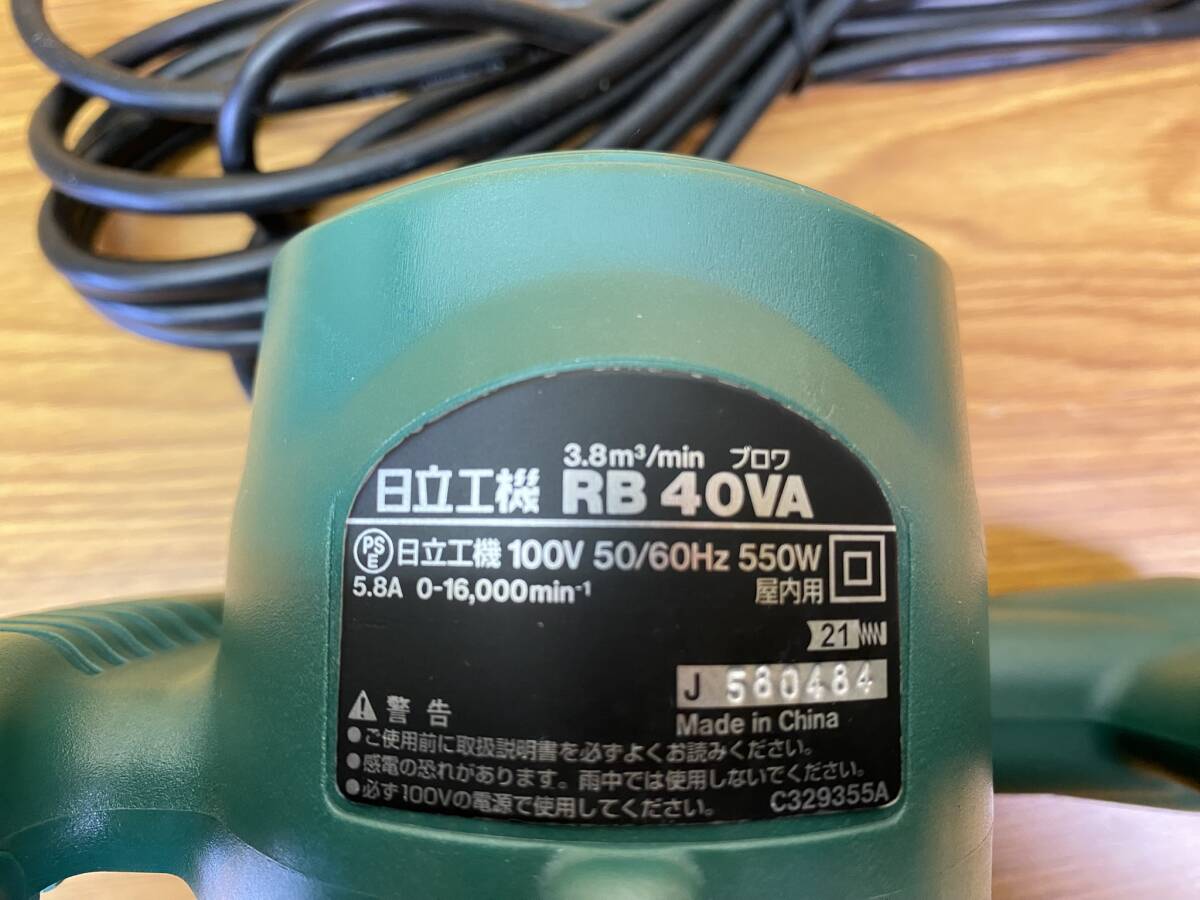 3.8m³/min ブロワ
日立工機 RB 40VA
PSE 日立工機 100V 50/60Hz 550W
5.8A 0-16,000min⁻¹ 屋内用
21
J 580484
Made in China
警告
●ご使用前に取扱説明書を必ずよくお読みください。
●感電の恐れがあります。雨中では使用しないでください。
●必ず100Vの電源で使用してください。
C329355A